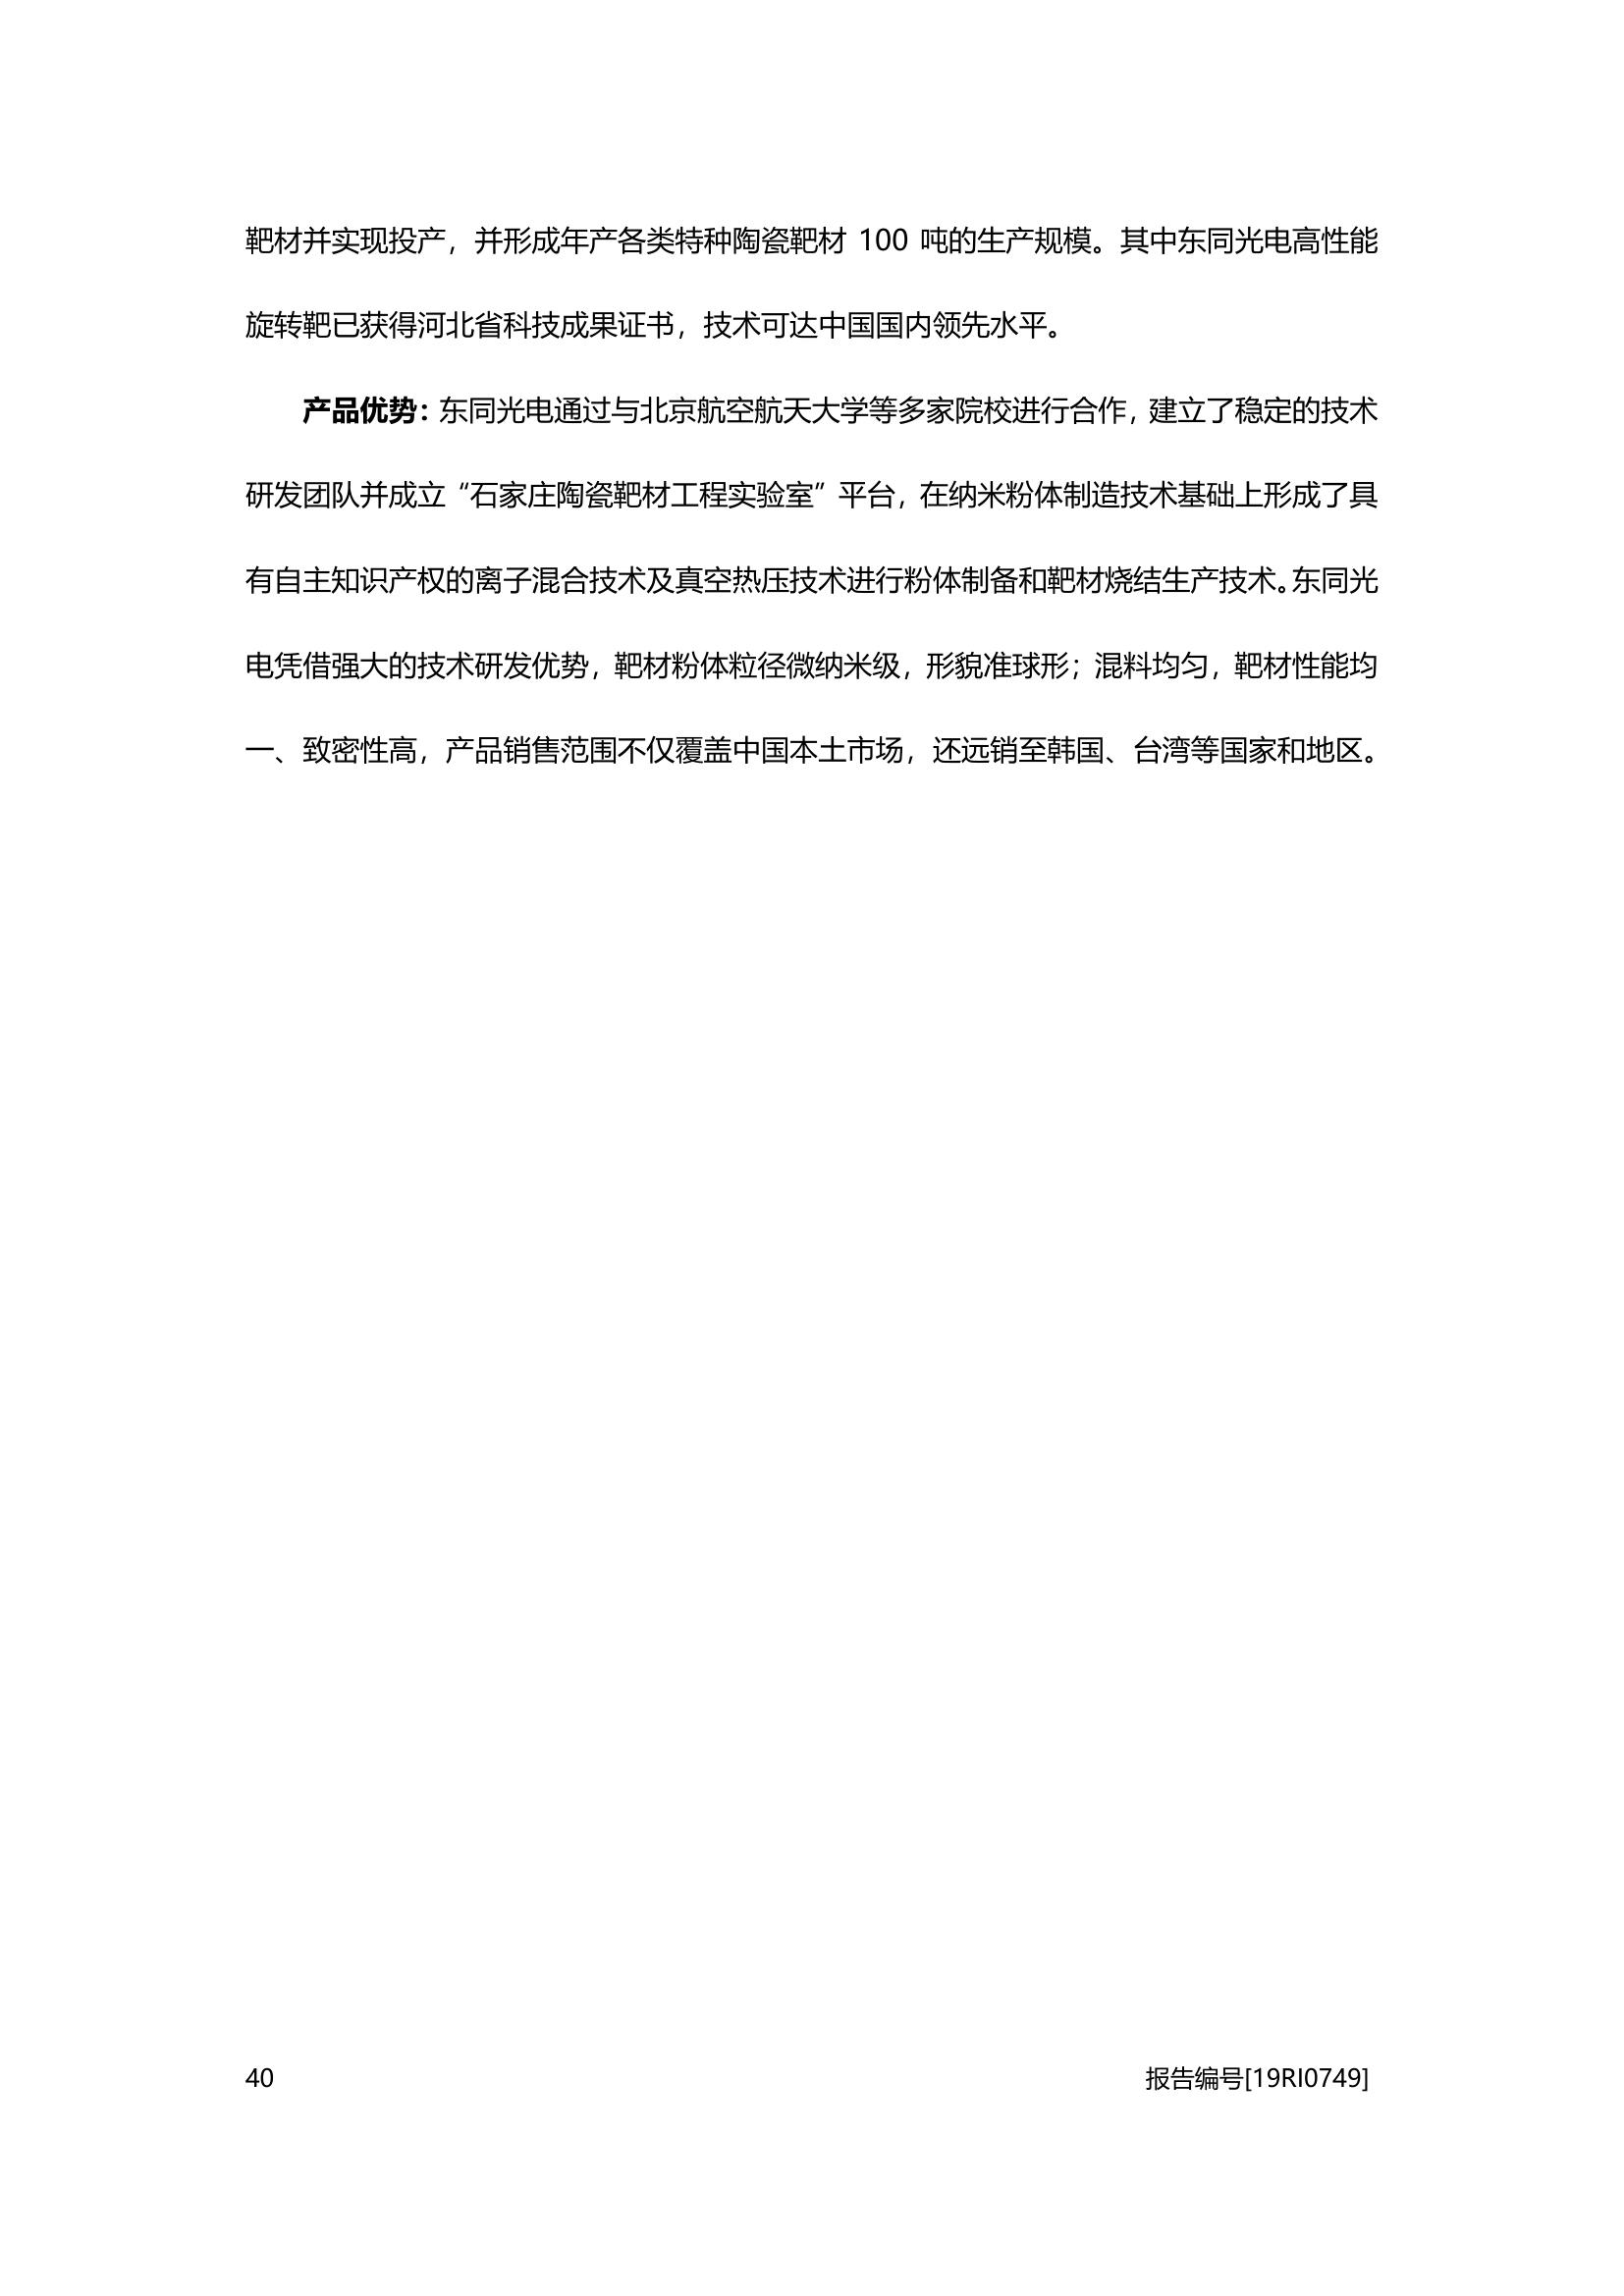 靶材并实现投产，并形成年产各类特种陶瓷靶材 100 吨的生产规模。其中东同光电高性能
旋转靶已获得河北省科技成果证书，技术可达中国国内领先水平。
产品优势：东同光电通过与北京航空航天大学等多家院校进行合作，建立了稳定的技术
研发团队并成立“石家庄陶瓷靶材工程实验室”平台，在纳米粉体制造技术基础上形成了具
有自主知识产权的离子混合技术及真空热压技术进行粉体制备和靶材烧结生产技术。东同光
电凭借强大的技术研发优势，靶材粉体粒径微纳米级，形貌准球形；混料均匀，靶材性能均
一、致密性高，产品销售范围不仅覆盖中国本土市场，还远销至韩国、台湾等国家和地区。
40 报告编号[19RI0749]